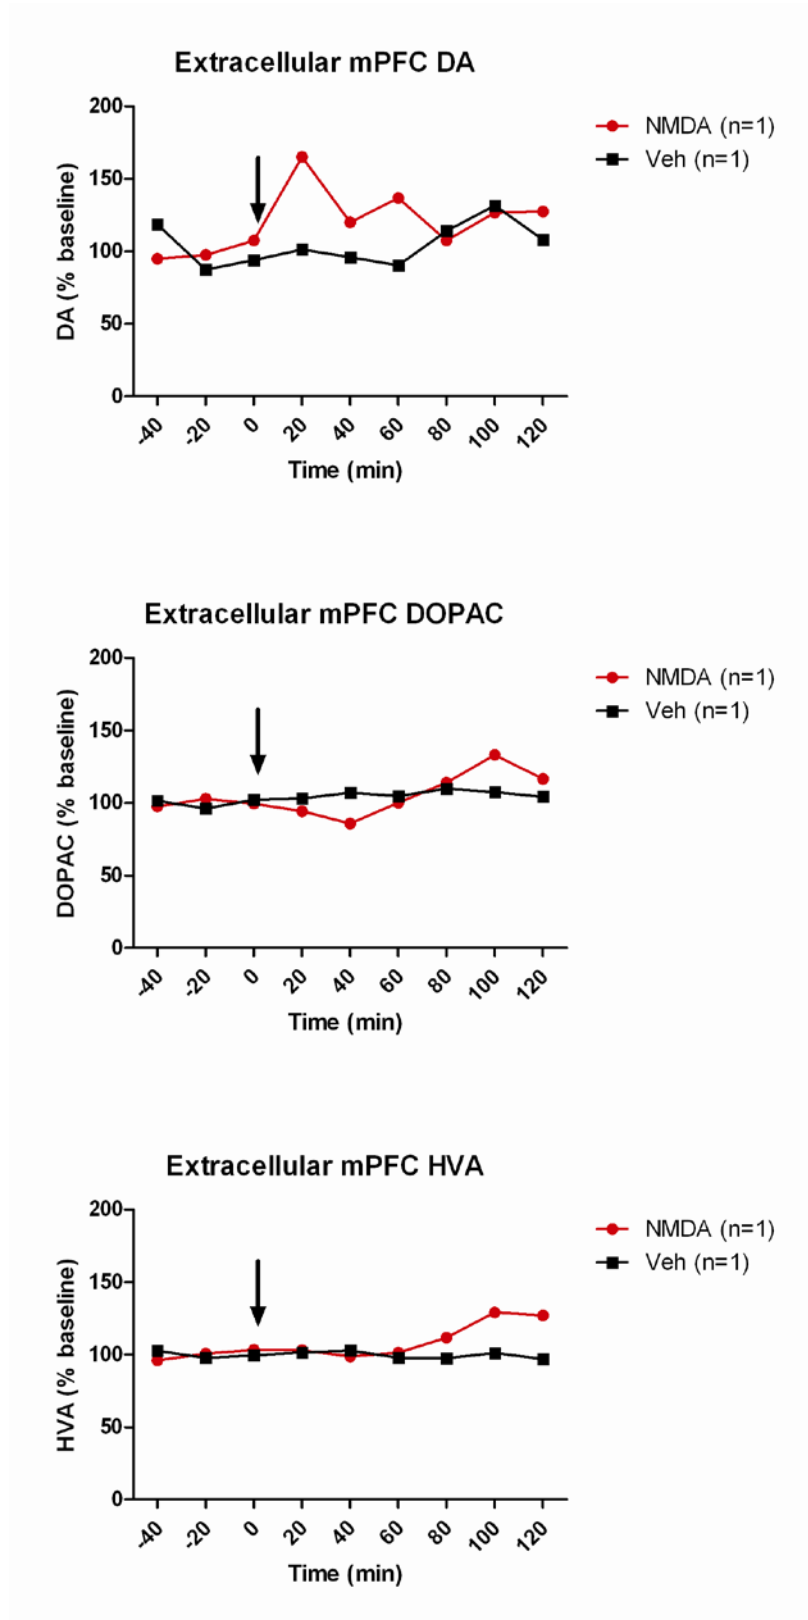 Extracellular mPFC DA
200
150
100
50
0
DA (% baseline)
-40 -20 0 20 40 60 80 100 120
Time (min)
NMDA (n=1)
Veh (n=1)
Extracellular mPFC DOPAC
200
150
100
50
0
DOPAC (% baseline)
-40 -20 0 20 40 60 80 100 120
Time (min)
NMDA (n=1)
Veh (n=1)
Extracellular mPFC HVA
200
150
100
50
0
HVA (% baseline)
-40 -20 0 20 40 60 80 100 120
Time (min)
NMDA (n=1)
Veh (n=1)